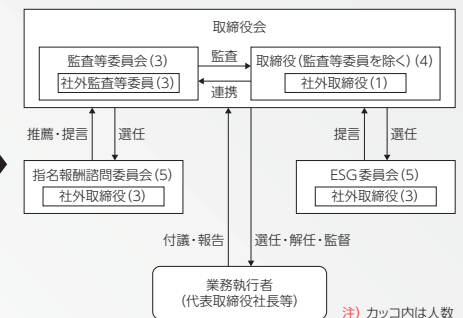 取締役会
監査等委員会(3)
社外監査等委員(3)
監査
連携
取締役(監査等委員を除く)(4)
社外取締役(1)
推薦・提言
選任
提言
選任
指名報酬諮問委員会(5)
社外取締役(3)
ESG委員会(5)
社外取締役(3)
付議・報告
選任・解任・監督
業務執行者
(代表取締役社長等)
注) カッコ内は人数